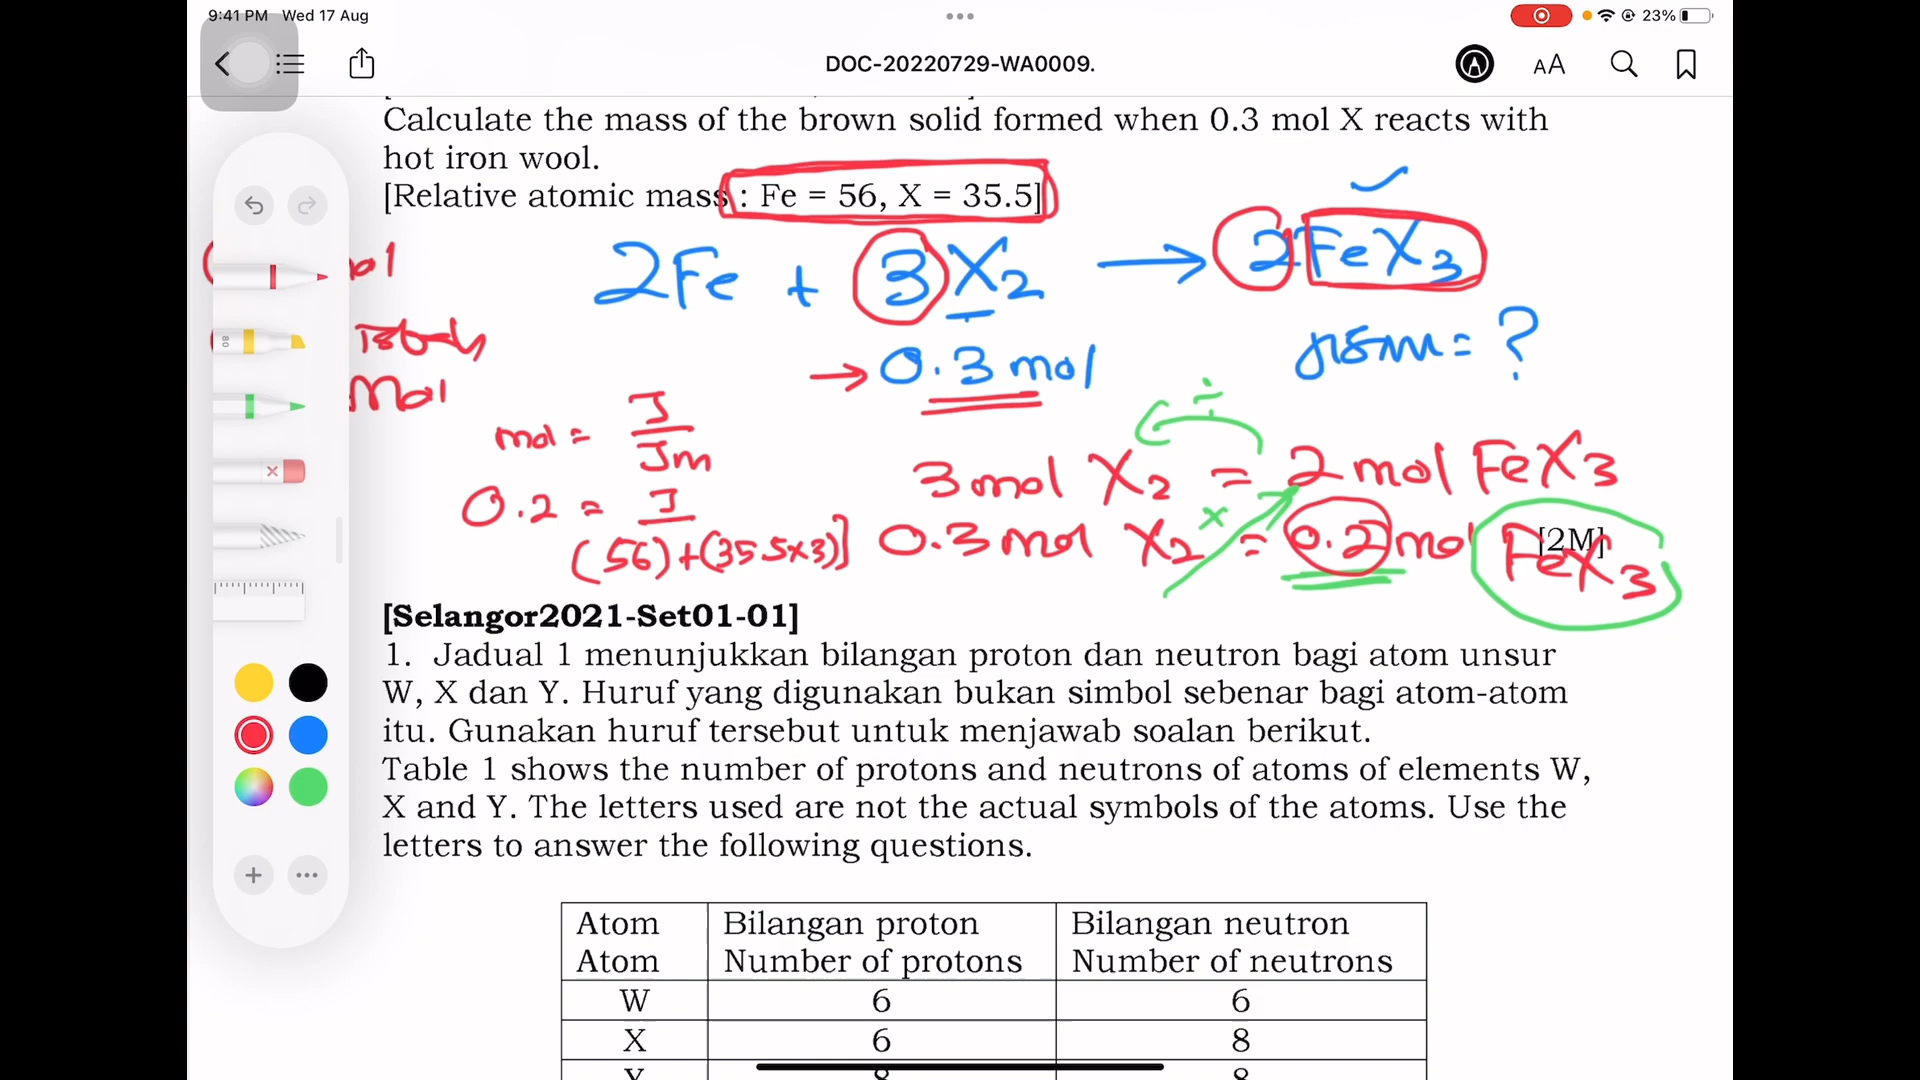 9:41 PM Wed 17 Aug
23%
DOC-20220729-WA0009.
AA
Calculate the mass of the brown solid formed when 0.3 mol X reacts with
hot iron wool.
[Relative atomic mass : Fe = 56, X = 35.5]
2Fe + 3X2 → 2FeX3
→ 0.3 mol
= ?
mol = J/Jm
÷
3mol X2 = 2mol FeX3
0.2 = J/(56)+(35.5x3)]
x
0.3 mol X2 = 0.2 mol FeX3
[2M]
Mol
80
[Selangor2021-Set01-01]
1. Jadual 1 menunjukkan bilangan proton dan neutron bagi atom unsur
W, X dan Y. Huruf yang digunakan bukan simbol sebenar bagi atom-atom
itu. Gunakan huruf tersebut untuk menjawab soalan berikut.
Table 1 shows the number of protons and neutrons of atoms of elements W,
X and Y. The letters used are not the actual symbols of the atoms. Use the
letters to answer the following questions.
Atom Bilangan proton Bilangan neutron
Atom Number of protons Number of neutrons
W 6 6
X 6 8
Y 8 8